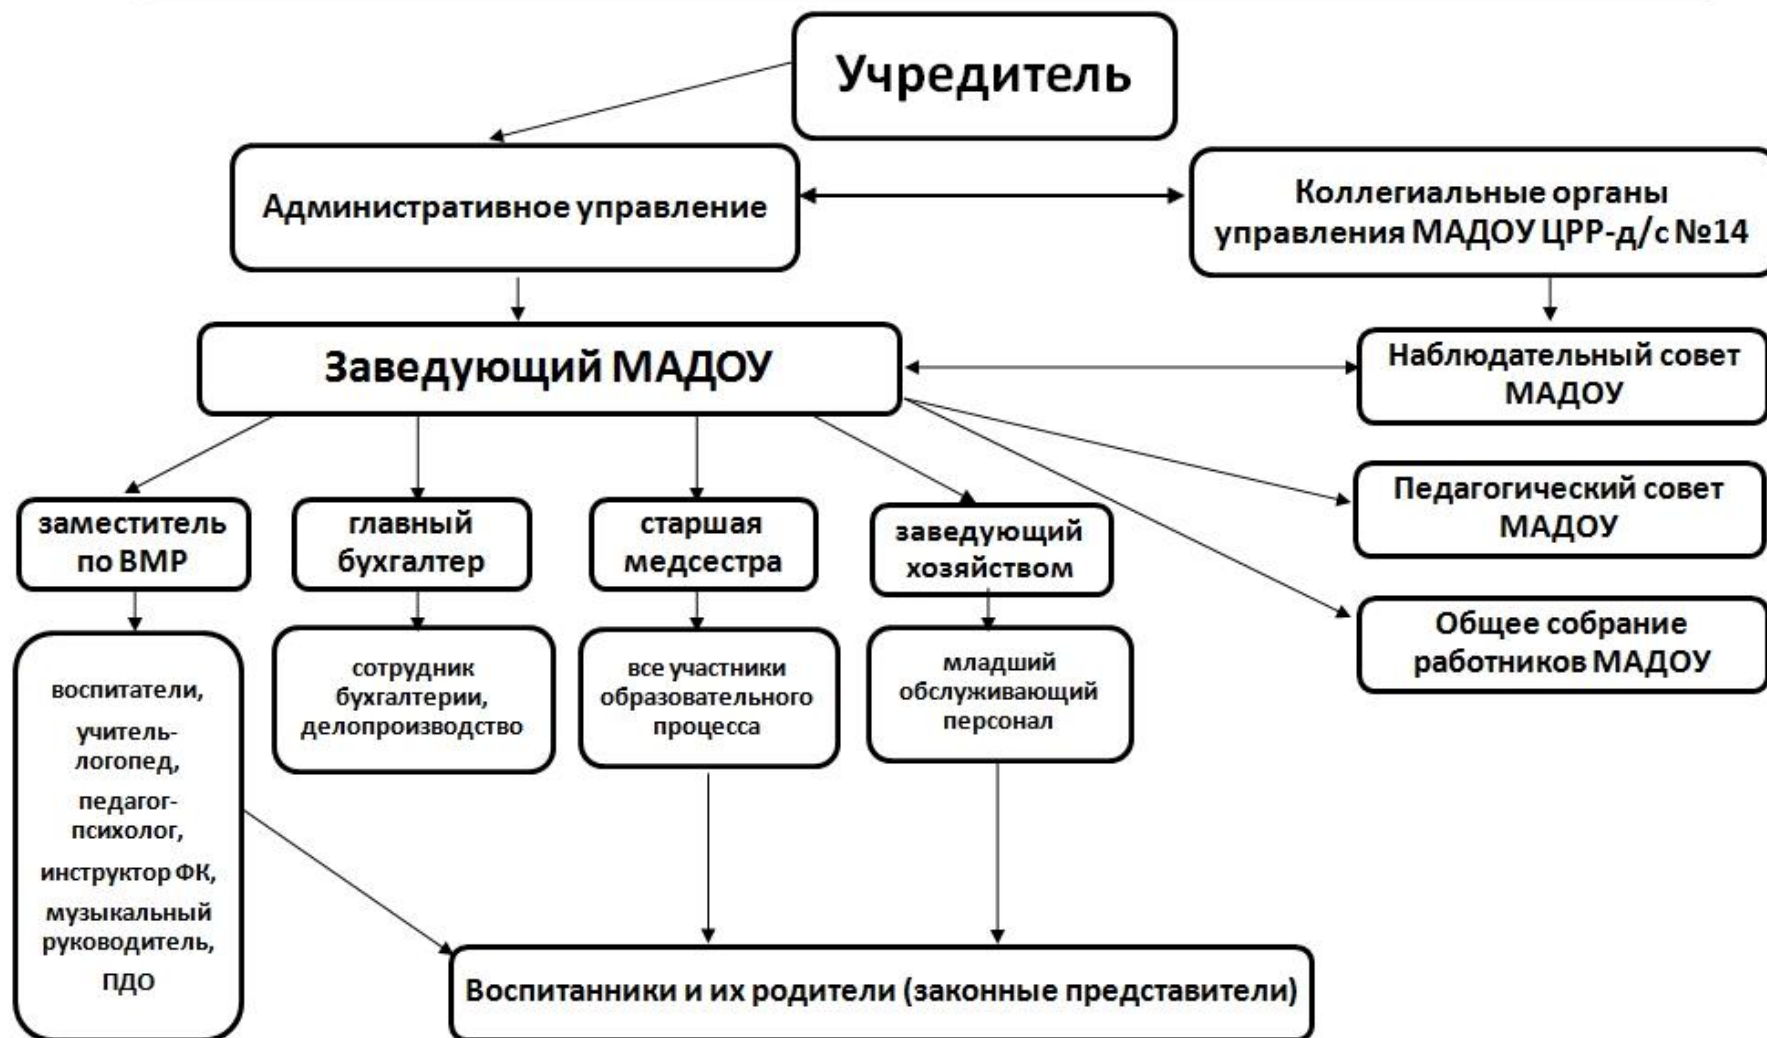 Учредитель
Административное управление
Коллегиальные органы
управления МАДОУ ЦРР-д/с №14
Заведующий МАДОУ
Наблюдательный совет
МАДОУ
Педагогический совет
МАДОУ
Общее собрание
работников МАДОУ
заместитель
по ВМР
главный
бухгалтер
старшая
медсестра
заведующий
хозяйством
воспитатели,
учитель-
логопед,
педагог-
психолог,
инструктор ФК,
музыкальный
руководитель,
ПДО
сотрудник
бухгалтерии,
делопроизводство
все участники
образовательного
процесса
младший
обслуживающий
персонал
Воспитанники и их родители (законные представители)